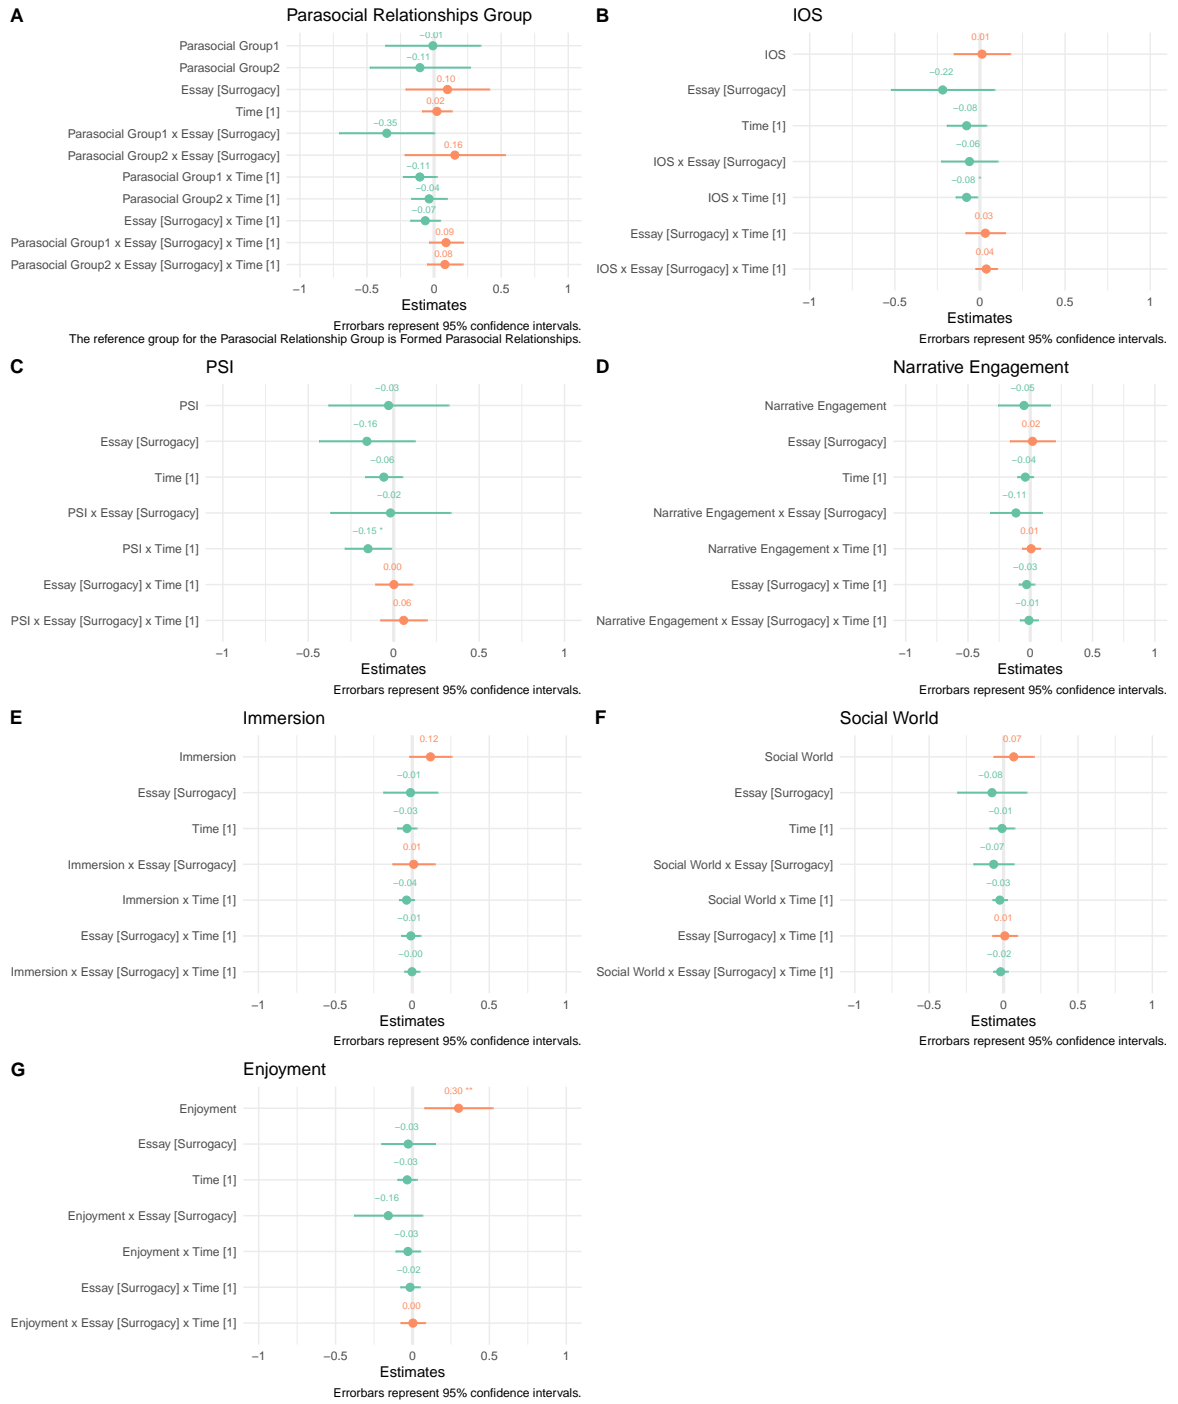 A
Parasocial Relationships Group
−0.01
Parasocial Group1
−0.11
Parasocial Group2
0.10
Essay [Surrogacy]
0.02
Time [1]
−0.35
Parasocial Group1 x Essay [Surrogacy]
0.16
Parasocial Group2 x Essay [Surrogacy]
−0.11
Parasocial Group1 x Time [1]
−0.04
Parasocial Group2 x Time [1]
−0.07
Essay [Surrogacy] x Time [1]
0.09
Parasocial Group1 x Essay [Surrogacy] x Time [1]
0.08
Parasocial Group2 x Essay [Surrogacy] x Time [1]
−1 −0.5 0 0.5 1
Estimates
Errorbars represent 95% confidence intervals.
The reference group for the Parasocial Relationship Group is Formed Parasocial Relationships.
B
IOS
0.01
IOS
−0.22
Essay [Surrogacy]
−0.08
Time [1]
−0.06
IOS x Essay [Surrogacy]
−0.08 *
IOS x Time [1]
0.03
Essay [Surrogacy] x Time [1]
0.04
IOS x Essay [Surrogacy] x Time [1]
−1 −0.5 0 0.5 1
Estimates
Errorbars represent 95% confidence intervals.
C
PSI
−0.03
PSI
−0.16
Essay [Surrogacy]
−0.06
Time [1]
−0.02
PSI x Essay [Surrogacy]
−0.15 *
PSI x Time [1]
0.00
Essay [Surrogacy] x Time [1]
0.06
PSI x Essay [Surrogacy] x Time [1]
−1 −0.5 0 0.5 1
Estimates
Errorbars represent 95% confidence intervals.
D
Narrative Engagement
−0.05
Narrative Engagement
0.02
Essay [Surrogacy]
−0.04
Time [1]
−0.11
Narrative Engagement x Essay [Surrogacy]
0.01
Narrative Engagement x Time [1]
−0.03
Essay [Surrogacy] x Time [1]
−0.01
Narrative Engagement x Essay [Surrogacy] x Time [1]
−1 −0.5 0 0.5 1
Estimates
Errorbars represent 95% confidence intervals.
E
Immersion
0.12
Immersion
−0.01
Essay [Surrogacy]
−0.03
Time [1]
0.01
Immersion x Essay [Surrogacy]
−0.04
Immersion x Time [1]
−0.01
Essay [Surrogacy] x Time [1]
−0.00
Immersion x Essay [Surrogacy] x Time [1]
−1 −0.5 0 0.5 1
Estimates
Errorbars represent 95% confidence intervals.
F
Social World
0.07
Social World
−0.08
Essay [Surrogacy]
−0.01
Time [1]
−0.07
Social World x Essay [Surrogacy]
−0.03
Social World x Time [1]
0.01
Essay [Surrogacy] x Time [1]
−0.02
Social World x Essay [Surrogacy] x Time [1]
−1 −0.5 0 0.5 1
Estimates
Errorbars represent 95% confidence intervals.
G
Enjoyment
0.30 **
Enjoyment
−0.03
Essay [Surrogacy]
−0.03
Time [1]
−0.16
Enjoyment x Essay [Surrogacy]
−0.03
Enjoyment x Time [1]
−0.02
Essay [Surrogacy] x Time [1]
0.00
Enjoyment x Essay [Surrogacy] x Time [1]
−1 −0.5 0 0.5 1
Estimates
Errorbars represent 95% confidence intervals.